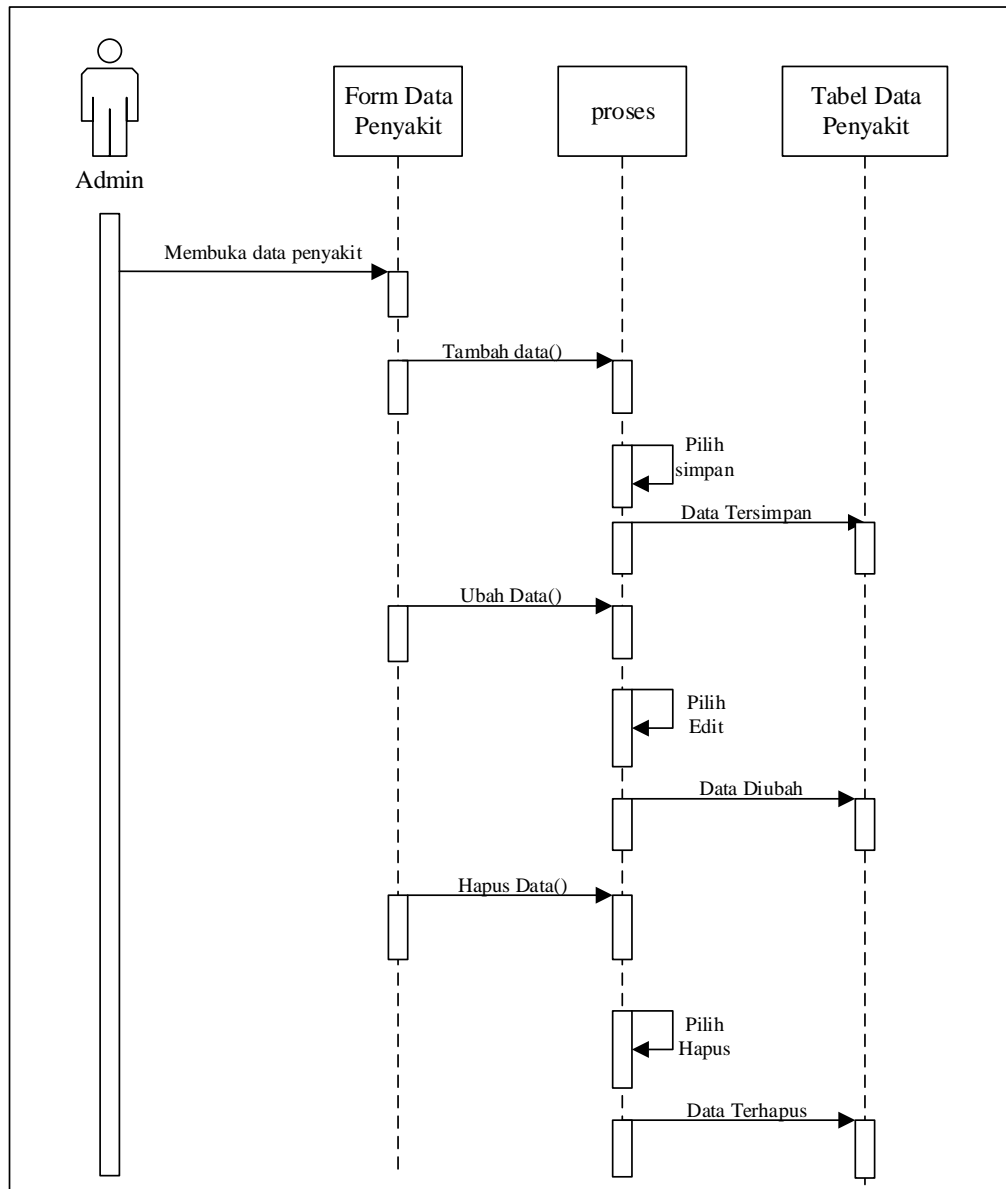 Form Data
Penyakit
proses
Tabel Data
Penyakit
Admin
Membuka data penyakit
Tambah data()
Pilih
simpan
Data Tersimpan
Ubah Data()
Pilih
Edit
Data Diubah
Hapus Data()
Pilih
Hapus
Data Terhapus